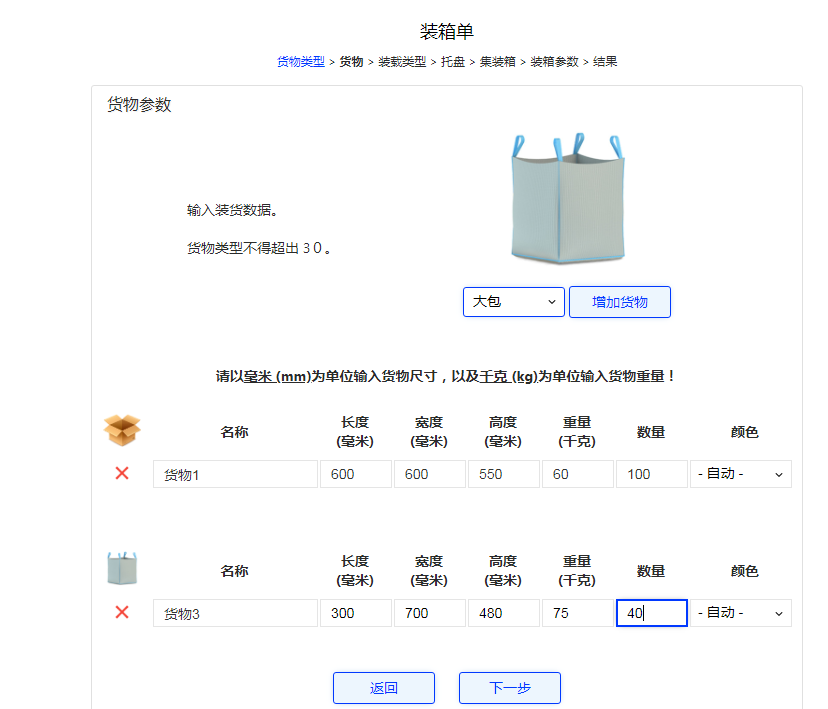 装箱单
货物类型 > 货物 > 装载类型 > 托盘 > 集装箱 > 装箱参数 > 结果
货物参数
输入装货数据。
货物类型不得超出３０。
大包 增加货物
请以毫米 (mm)为单位输入货物尺寸，以及千克 (kg)为单位输入货物重量！
名称 长度 (毫米) 宽度 (毫米) 高度 (毫米) 重量 (千克) 数量 颜色
货物1 600 600 550 60 100 - 自动 -
名称 长度 (毫米) 宽度 (毫米) 高度 (毫米) 重量 (千克) 数量 颜色
货物3 300 700 480 75 40 - 自动 -
返回 下一步